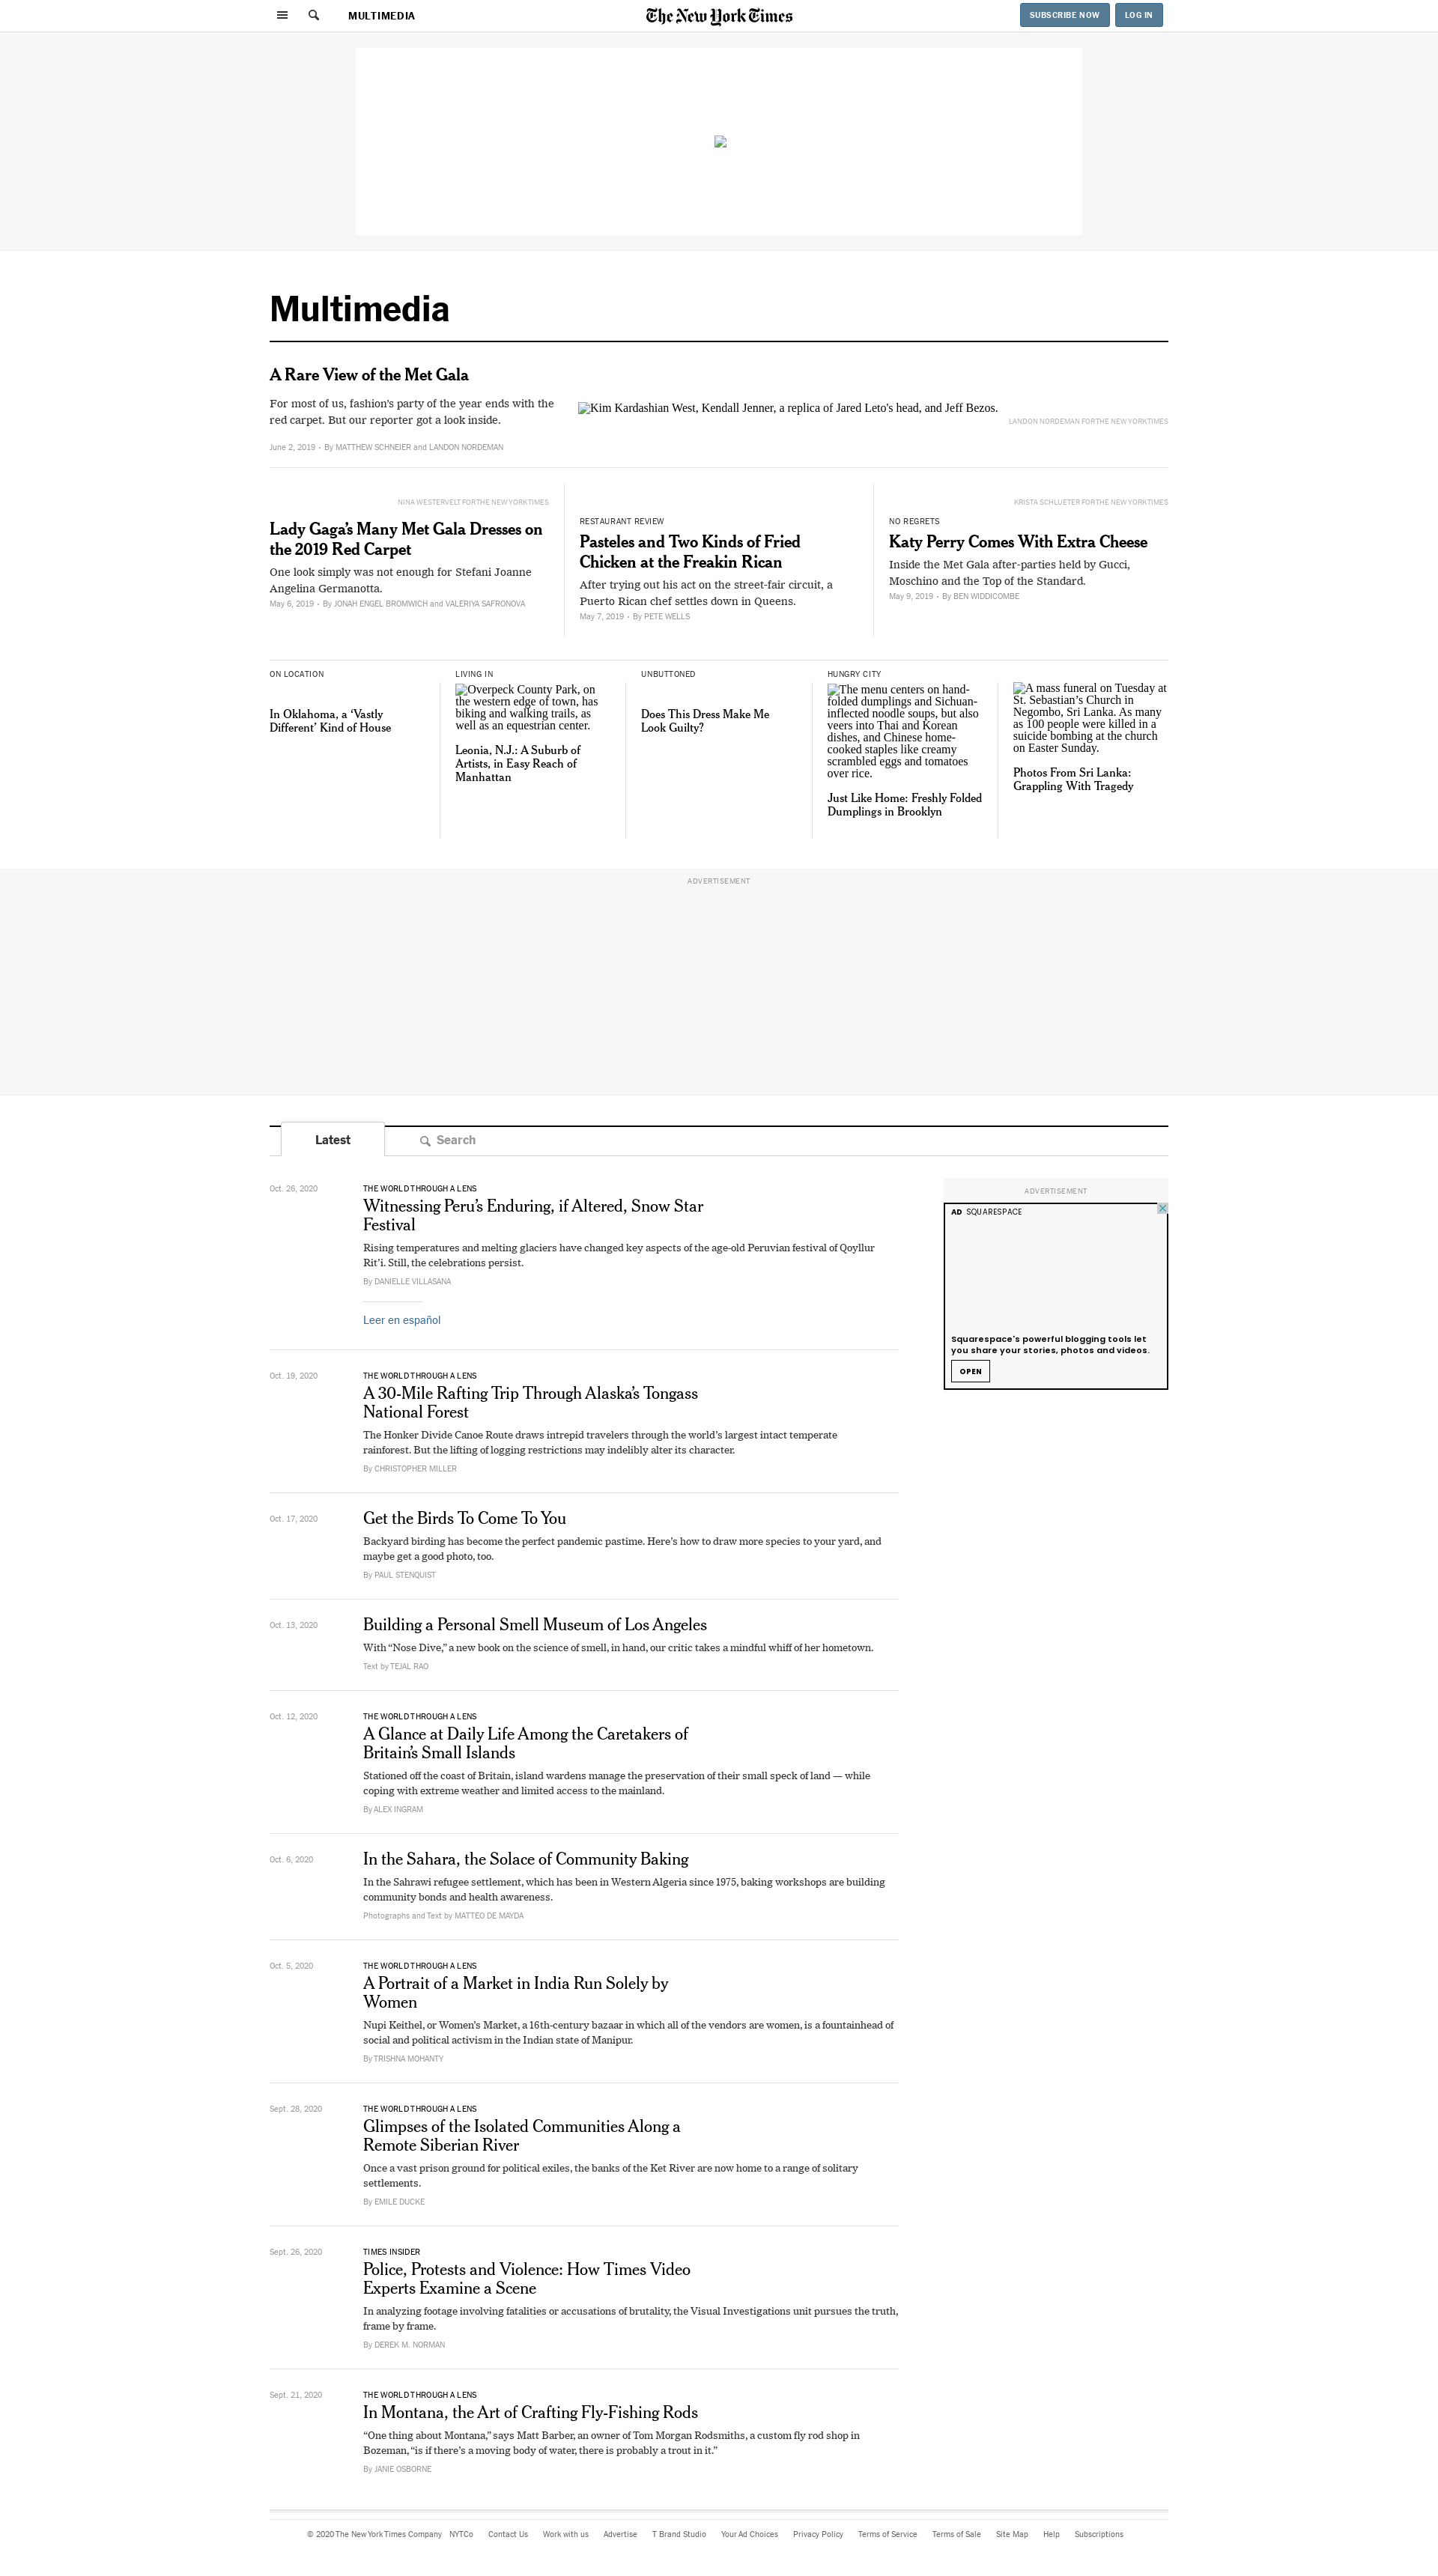 MULTIMEDIA
The New York Times
SUBSCRIBE NOW
LOG IN
Multimedia
A Rare View of the Met Gala
For most of us, fashion’s party of the year ends with the
red carpet. But our reporter got a look inside.
June 2, 2019 • By MATTHEW SCHNEIER and LANDON NORDEMAN
Kim Kardashian West, Kendall Jenner, a replica of Jared Leto's head, and Jeff Bezos.
LANDON NORDEMAN FOR THE NEW YORK TIMES
NINA WESTERVELT FOR THE NEW YORK TIMES
Lady Gaga’s Many Met Gala Dresses on
the 2019 Red Carpet
One look simply was not enough for Stefani Joanne
Angelina Germanotta.
May 6, 2019 • By JONAH ENGEL BROMWICH and VALERIYA SAFRONOVA
RESTAURANT REVIEW
Pasteles and Two Kinds of Fried
Chicken at the Freakin Rican
After trying out his act on the street-fair circuit, a
Puerto Rican chef settles down in Queens.
May 7, 2019 • By PETE WELLS
KRISTA SCHLUETER FOR THE NEW YORK TIMES
NO REGRETS
Katy Perry Comes With Extra Cheese
Inside the Met Gala after-parties held by Gucci,
Moschino and the Top of the Standard.
May 9, 2019 • By BEN WIDDICOMBE
ON LOCATION
In Oklahoma, a ‘Vastly
Different’ Kind of House
LIVING IN
Overpeck County Park, on
the western edge of town, has
biking and walking trails, as
well as an equestrian center.
Leonia, N.J.: A Suburb of
Artists, in Easy Reach of
Manhattan
UNBUTTONED
Does This Dress Make Me
Look Guilty?
HUNGRY CITY
The menu centers on hand-
folded dumplings and Sichuan-
inflected noodle soups, but also
veers into Thai and Korean
dishes, and Chinese home-
cooked staples like creamy
scrambled eggs and tomatoes
over rice.
Just Like Home: Freshly Folded
Dumplings in Brooklyn
A mass funeral on Tuesday at
St. Sebastian’s Church in
Negombo, Sri Lanka. As many
as 100 people were killed in a
suicide bombing at the church
on Easter Sunday.
Photos From Sri Lanka:
Grappling With Tragedy
ADVERTISEMENT
Latest
Search
Oct. 26, 2020
THE WORLD THROUGH A LENS
Witnessing Peru’s Enduring, if Altered, Snow Star
Festival
Rising temperatures and melting glaciers have changed key aspects of the age-old Peruvian festival of Qoyllur
Rit’i. Still, the celebrations persist.
By DANIELLE VILLASANA
Leer en español
ADVERTISEMENT
AD SQUARESPACE
Squarespace's powerful blogging tools let
you share your stories, photos and videos.
OPEN
Oct. 19, 2020
THE WORLD THROUGH A LENS
A 30-Mile Rafting Trip Through Alaska’s Tongass
National Forest
The Honker Divide Canoe Route draws intrepid travelers through the world’s largest intact temperate
rainforest. But the lifting of logging restrictions may indelibly alter its character.
By CHRISTOPHER MILLER
Oct. 17, 2020
Get the Birds To Come To You
Backyard birding has become the perfect pandemic pastime. Here’s how to draw more species to your yard, and
maybe get a good photo, too.
By PAUL STENQUIST
Oct. 13, 2020
Building a Personal Smell Museum of Los Angeles
With “Nose Dive,” a new book on the science of smell, in hand, our critic takes a mindful whiff of her hometown.
Text by TEJAL RAO
Oct. 12, 2020
THE WORLD THROUGH A LENS
A Glance at Daily Life Among the Caretakers of
Britain’s Small Islands
Stationed off the coast of Britain, island wardens manage the preservation of their small speck of land — while
coping with extreme weather and limited access to the mainland.
By ALEX INGRAM
Oct. 6, 2020
In the Sahara, the Solace of Community Baking
In the Sahrawi refugee settlement, which has been in Western Algeria since 1975, baking workshops are building
community bonds and health awareness.
Photographs and Text by MATTEO DE MAYDA
Oct. 5, 2020
THE WORLD THROUGH A LENS
A Portrait of a Market in India Run Solely by
Women
Nupi Keithel, or Women’s Market, a 16th-century bazaar in which all of the vendors are women, is a fountainhead of
social and political activism in the Indian state of Manipur.
By TRISHNA MOHANTY
Sept. 28, 2020
THE WORLD THROUGH A LENS
Glimpses of the Isolated Communities Along a
Remote Siberian River
Once a vast prison ground for political exiles, the banks of the Ket River are now home to a range of solitary
settlements.
By EMILE DUCKE
Sept. 26, 2020
TIMES INSIDER
Police, Protests and Violence: How Times Video
Experts Examine a Scene
In analyzing footage involving fatalities or accusations of brutality, the Visual Investigations unit pursues the truth,
frame by frame.
By DEREK M. NORMAN
Sept. 21, 2020
THE WORLD THROUGH A LENS
In Montana, the Art of Crafting Fly-Fishing Rods
“One thing about Montana,” says Matt Barber, an owner of Tom Morgan Rodsmiths, a custom fly rod shop in
Bozeman, “is if there’s a moving body of water, there is probably a trout in it.”
By JANIE OSBORNE
© 2020 The New York Times Company NYTCo Contact Us Work with us Advertise T Brand Studio Your Ad Choices Privacy Policy Terms of Service Terms of Sale Site Map Help Subscriptions